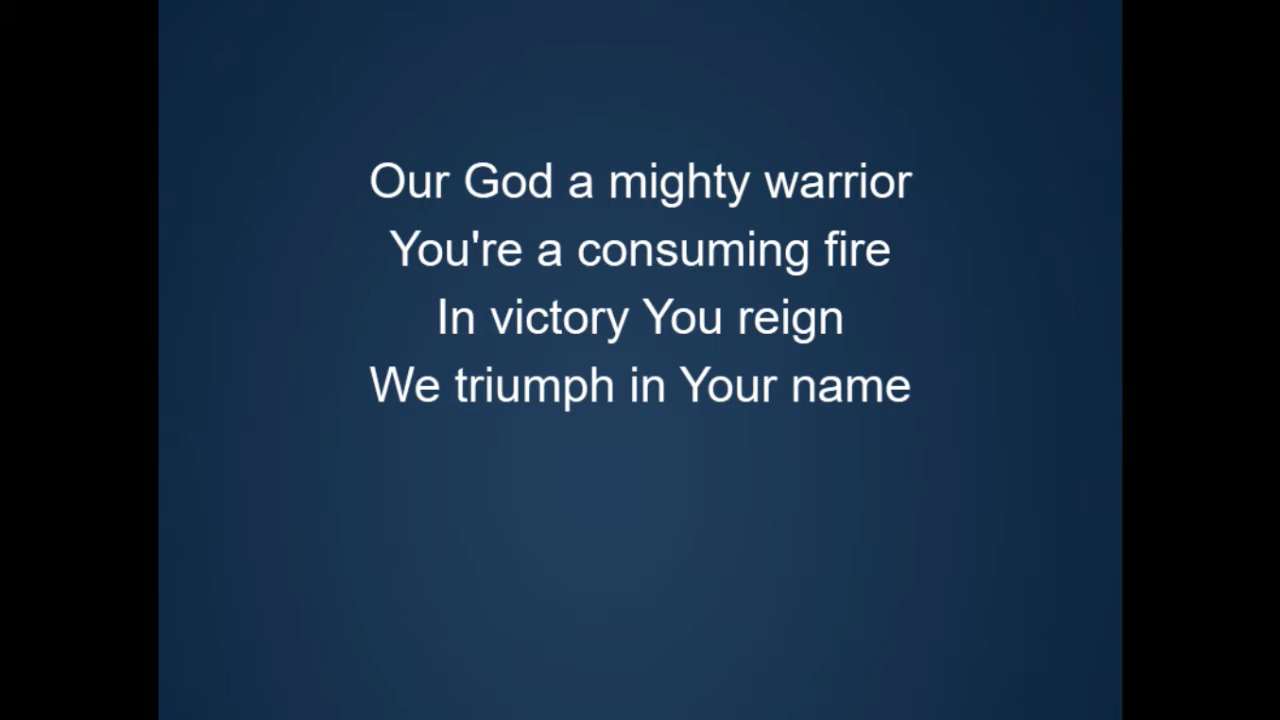 Our God a mighty warrior
You're a consuming fire
In victory You reign
We triumph in Your name